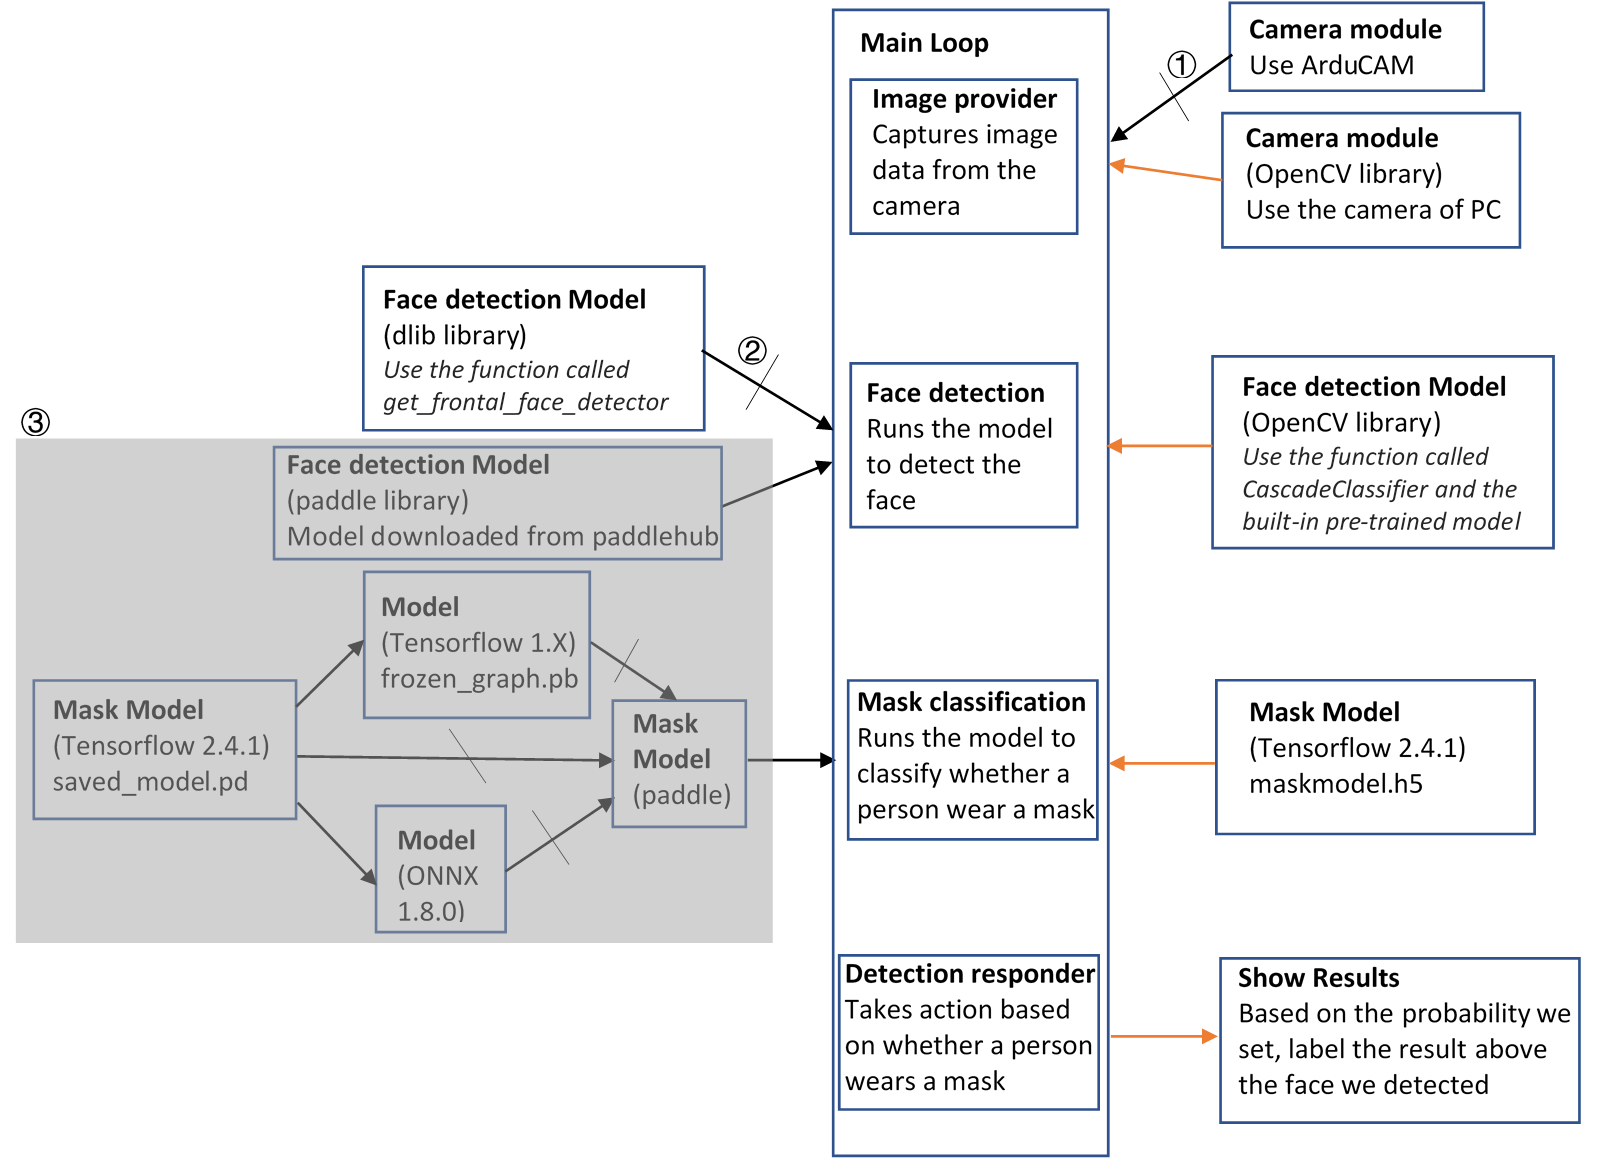 Main Loop
Image provider
Captures image
data from the
camera
①
Camera module
Use ArduCAM
Camera module
(OpenCV library)
Use the camera of PC
Face detection Model
(dlib library)
Use the function called
get_frontal_face_detector
②
Face detection
Runs the model
to detect the
face
Face detection Model
(OpenCV library)
Use the function called
CascadeClassifier and the
built-in pre-trained model
③
Face detection Model
(paddle library)
Model downloaded from paddlehub
Model
(Tensorflow 1.X)
frozen_graph.pb
Mask Model
(Tensorflow 2.4.1)
saved_model.pd
Mask
Model
(paddle)
Model
(ONNX
1.8.0)
Mask classification
Runs the model to
classify whether a
person wear a mask
Mask Model
(Tensorflow 2.4.1)
maskmodel.h5
Detection responder
Takes action based
on whether a person
wears a mask
Show Results
Based on the probability we
set, label the result above
the face we detected